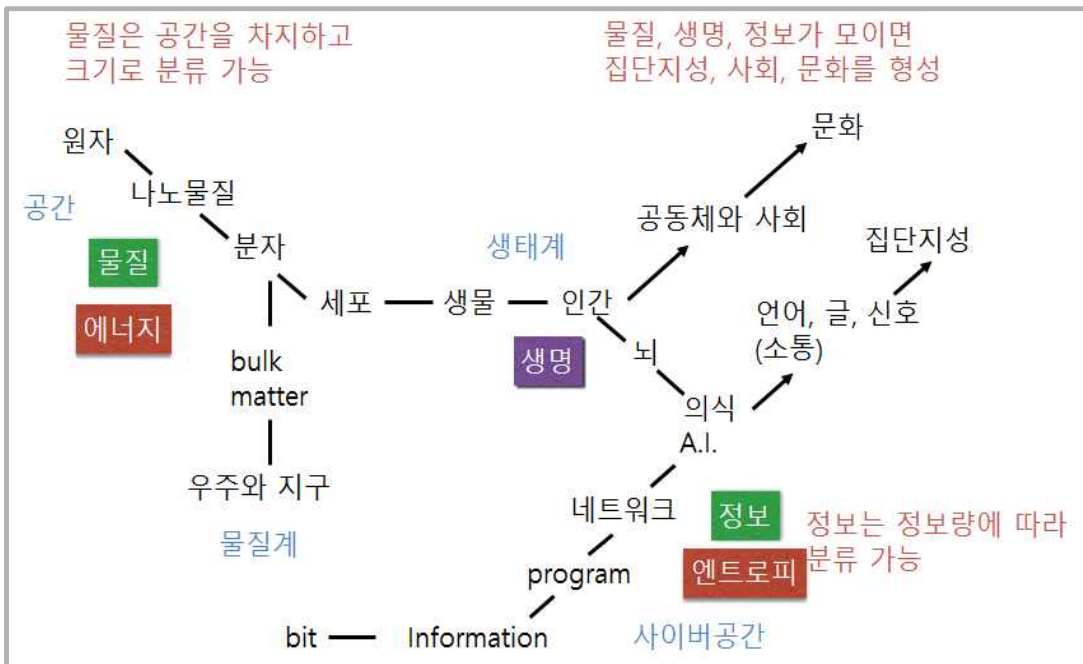 물질은 공간을 차지하고
크기로 분류 가능
물질, 생명, 정보가 모이면
집단지성, 사회, 문화를 형성
원자
문화
공간
나노물질
공동체와 사회
분자
생태계
집단지성
물질
세포
생물
인간
언어, 글, 신호
(소통)
에너지
bulk
matter
생명
뇌
의식
A.I.
우주와 지구
네트워크
정보
정보는 정보량에 따라
분류 가능
물질계
program
엔트로피
bit
Information
사이버공간